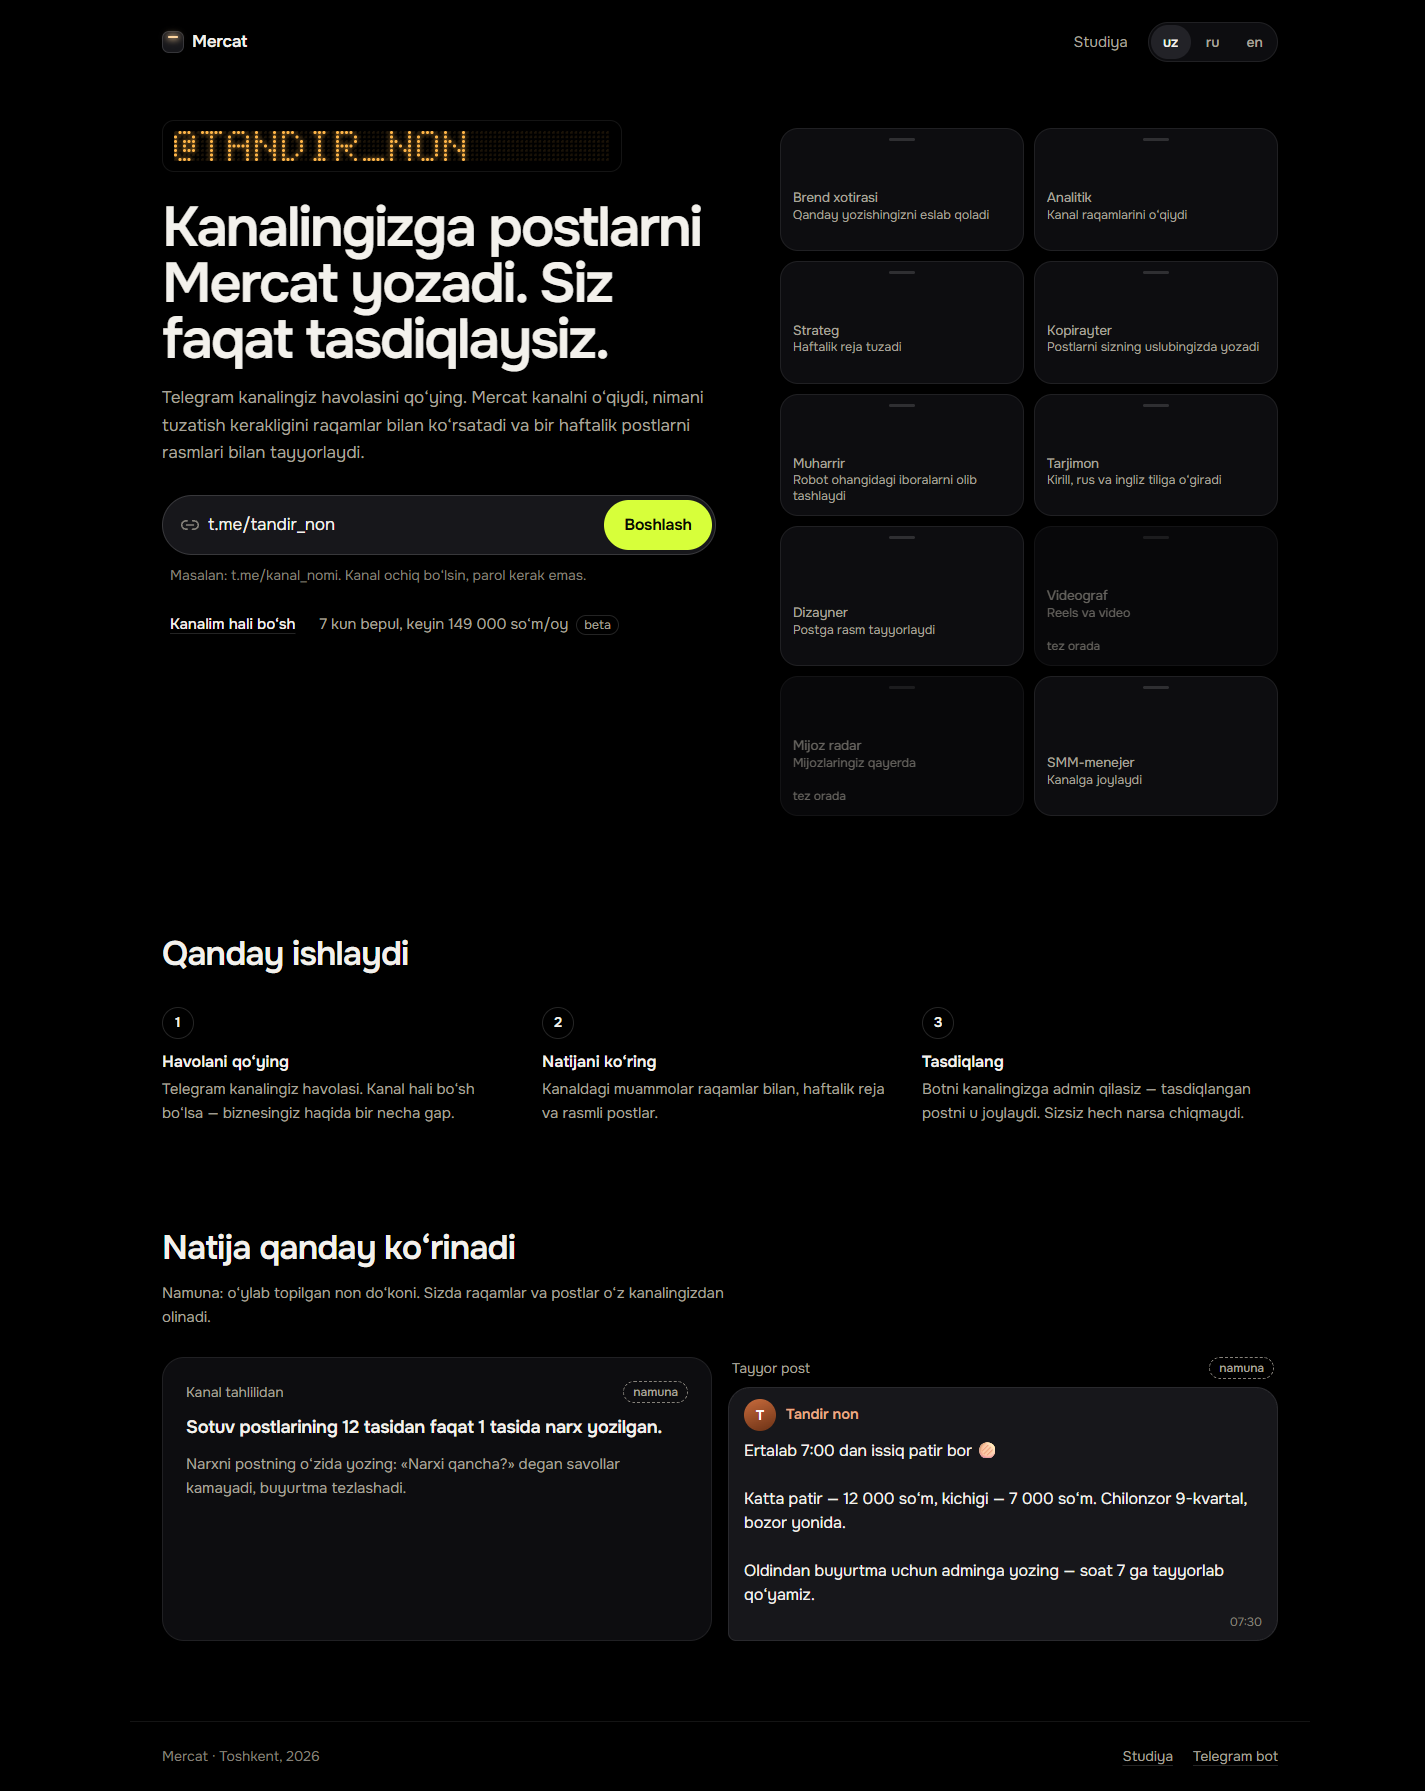 Mercat
Studiya
uz
ru
en
@TANDIR_NON
Kanalingizga postlarni
Mercat yozadi. Siz
faqat tasdiqlaysiz.
Telegram kanalingiz havolasini qo‘ying. Mercat kanalni o‘qiydi, nimani
tuzatish kerakligini raqamlar bilan ko‘rsatadi va bir haftalik postlarni
rasmlari bilan tayyorlaydi.
t.me/tandir_non
Boshlash
Masalan: t.me/kanal_nomi. Kanal ochiq bo‘lsin, parol kerak emas.
Kanalim hali bo‘sh
7 kun bepul, keyin 149 000 so‘m/oy
beta
Brend xotirasi
Qanday yozishingizni eslab qoladi
Analitik
Kanal raqamlarini o‘qiydi
Strateg
Haftalik reja tuzadi
Kopirayter
Postlarni sizning uslubingizda yozadi
Muharrir
Robot ohangidagi iboralarni olib
tashlaydi
Tarjimon
Kirill, rus va ingliz tiliga o‘giradi
Dizayner
Postga rasm tayyorlaydi
Videograf
Reels va video
tez orada
Mijoz radar
Mijozlaringiz qayerda
tez orada
SMM-menejer
Kanalga joylaydi
Qanday ishlaydi
1
Havolani qo‘ying
Telegram kanalingiz havolasi. Kanal hali bo‘sh
bo‘lsa — biznesingiz haqida bir necha gap.
2
Natijani ko‘ring
Kanaldagi muammolar raqamlar bilan, haftalik reja
va rasmli postlar.
3
Tasdiqlang
Botni kanalingizga admin qilasiz — tasdiqlangan
postni u joylaydi. Sizsiz hech narsa chiqmaydi.
Natija qanday ko‘rinadi
Namuna: o‘ylab topilgan non do‘koni. Sizda raqamlar va postlar o‘z kanalingizdan
olinadi.
Kanal tahlilidan
namuna
Sotuv postlarining 12 tasidan faqat 1 tasida narx yozilgan.
Narxni postning o‘zida yozing: «Narxi qancha?» degan savollar
kamayadi, buyurtma tezlashadi.
Tayyor post
namuna
T
Tandir non
Ertalab 7:00 dan issiq patir bor
Katta patir — 12 000 so‘m, kichigi — 7 000 so‘m. Chilonzor 9-kvartal,
bozor yonida.
Oldindan buyurtma uchun adminga yozing — soat 7 ga tayyorlab
qo‘yamiz.
07:30
Mercat · Toshkent, 2026
Studiya
Telegram bot